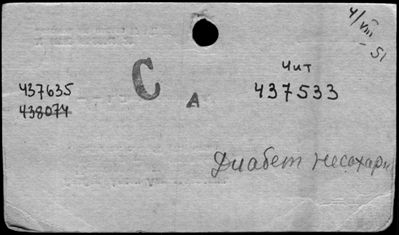 4/VIII
- 51
С А
Чит
437635
437533
438074
Диабет несахарн